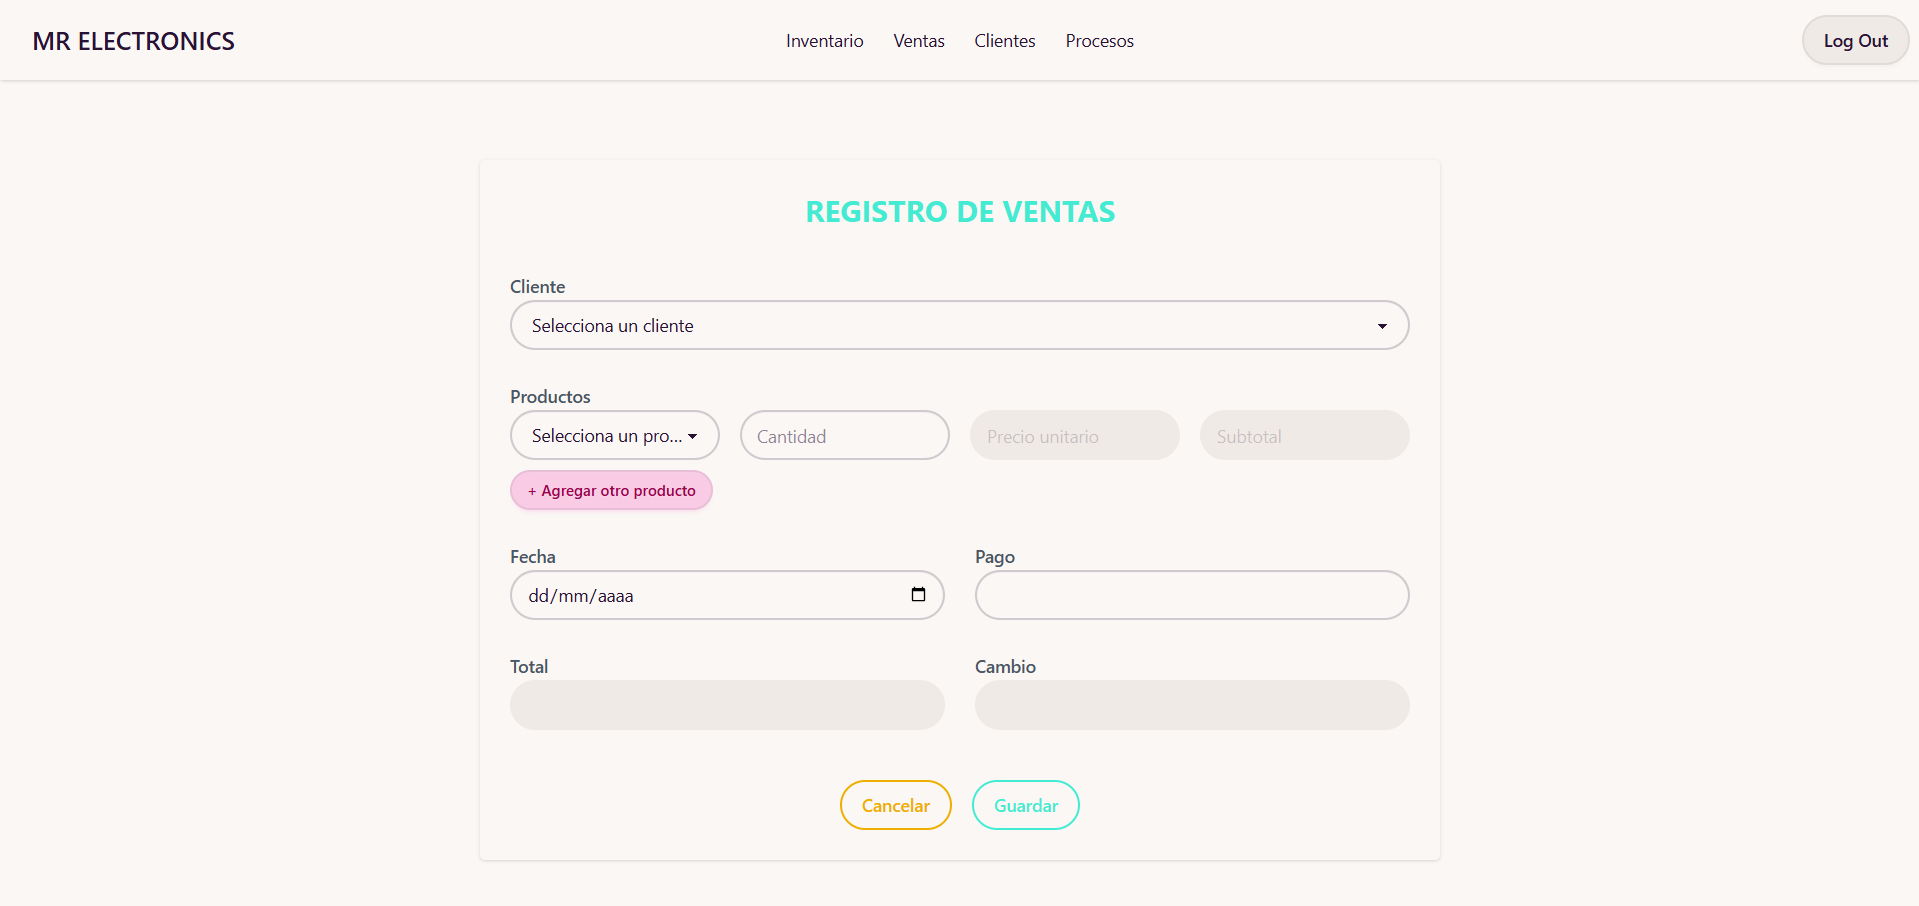 MR ELECTRONICS
Inventario Ventas Clientes Procesos
Log Out
REGISTRO DE VENTAS
Cliente
Selecciona un cliente
Productos
Selecciona un pro... Cantidad Precio unitario Subtotal
+ Agregar otro producto
Fecha Pago
dd/mm/aaaa
Total Cambio
Cancelar Guardar